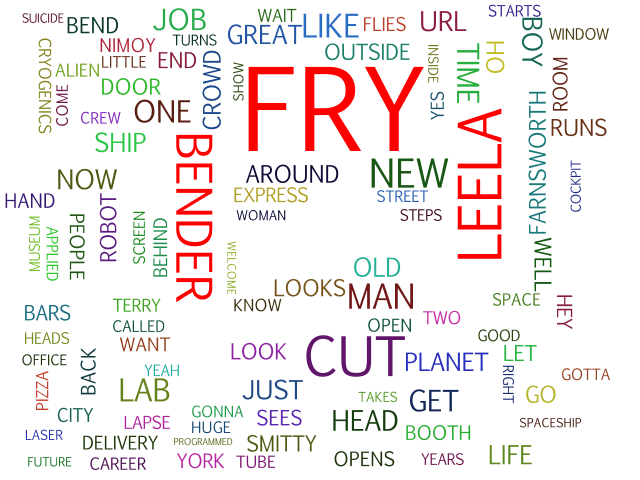 SUICIDE
BEND
JOB
WAIT
GREAT
LIKE
FLIES
URL
STARTS
BOY
WINDOW
CRYOGENICS
NIMOY
TURNS
CROWD
OUTSIDE
INSIDE
TIME
HO
ALIEN
LITTLE
END
SHOW
FRY
ROOM
COME
DOOR
YES
CREW
ONE
LEELA
FARNSWORTH
RUNS
SHIP
BENDER
AROUND
NEW
COCKPIT
NOW
EXPRESS
STREET
HAND
ROBOT
WOMAN
STEPS
MUSEUM
APPLIED
PEOPLE
SCREEN
BEHIND
WELL
WELCOME
OLD
LOOKS
MAN
SPACE
HEY
BARS
TERRY
KNOW
OPEN
TWO
CALLED
HEADS
WANT
CUT
GOOD
OFFICE
BACK
LOOK
PLANET
LET
PIZZA
YEAH
RIGHT
GOTTA
LAB
JUST
TAKES
GET
GO
CITY
LAPSE
GONNA
SEES
HEAD
SPACESHIP
HUGE
LASER
DELIVERY
PROGRAMMED
SMITTY
BOOTH
FUTURE
CAREER
YORK
TUBE
OPENS
YEARS
LIFE